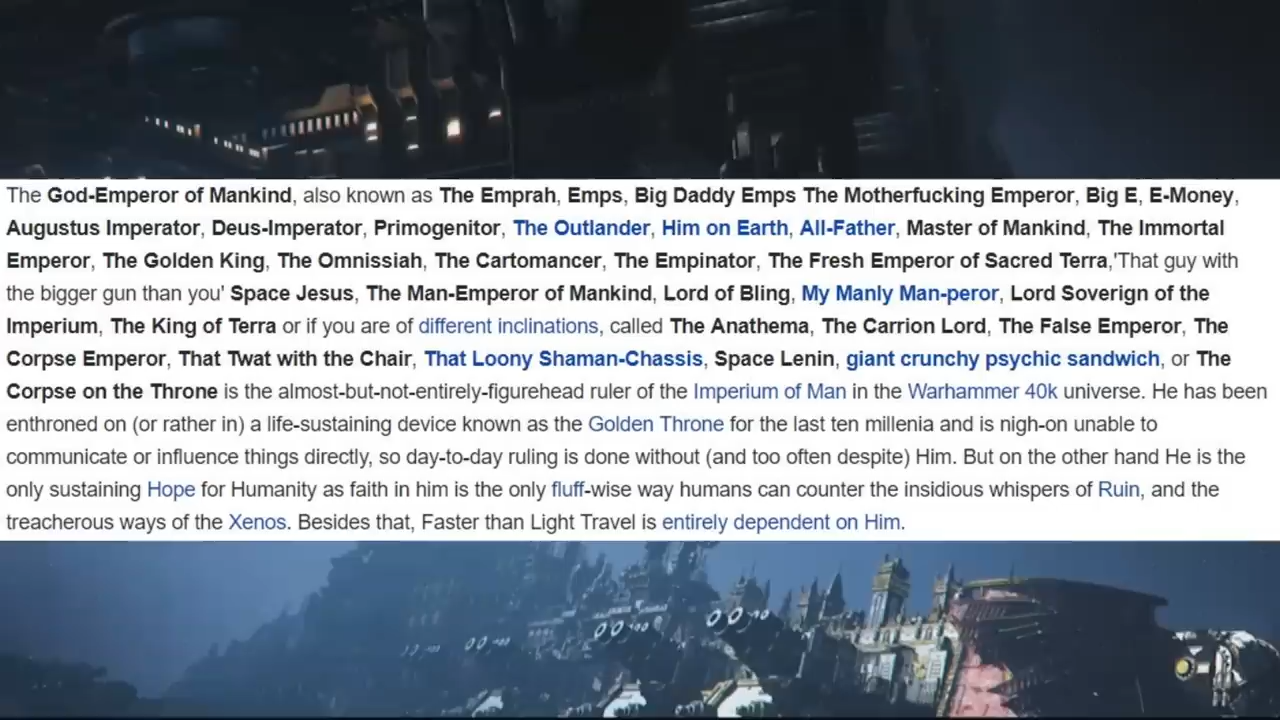 The God-Emperor of Mankind, also known as The Emprah, Emps, Big Daddy Emps The Motherfucking Emperor, Big E, E-Money,
Augustus Imperator, Deus-Imperator, Primogenitor, The Outlander, Him on Earth, All-Father, Master of Mankind, The Immortal
Emperor, The Golden King, The Omnissiah, The Cartomancer, The Empinator, The Fresh Emperor of Sacred Terra,'That guy with
the bigger gun than you' Space Jesus, The Man-Emperor of Mankind, Lord of Bling, My Manly Man-peror, Lord Soverign of the
Imperium, The King of Terra or if you are of different inclinations, called The Anathema, The Carrion Lord, The False Emperor, The
Corpse Emperor, That Twat with the Chair, That Loony Shaman-Chassis, Space Lenin, giant crunchy psychic sandwich, or The
Corpse on the Throne is the almost-but-not-entirely-figurehead ruler of the Imperium of Man in the Warhammer 40k universe. He has been
enthroned on (or rather in) a life-sustaining device known as the Golden Throne for the last ten millenia and is nigh-on unable to
communicate or influence things directly, so day-to-day ruling is done without (and too often despite) Him. But on the other hand He is the
only sustaining Hope for Humanity as faith in him is the only fluff-wise way humans can counter the insidious whispers of Ruin, and the
treacherous ways of the Xenos. Besides that, Faster than Light Travel is entirely dependent on Him.